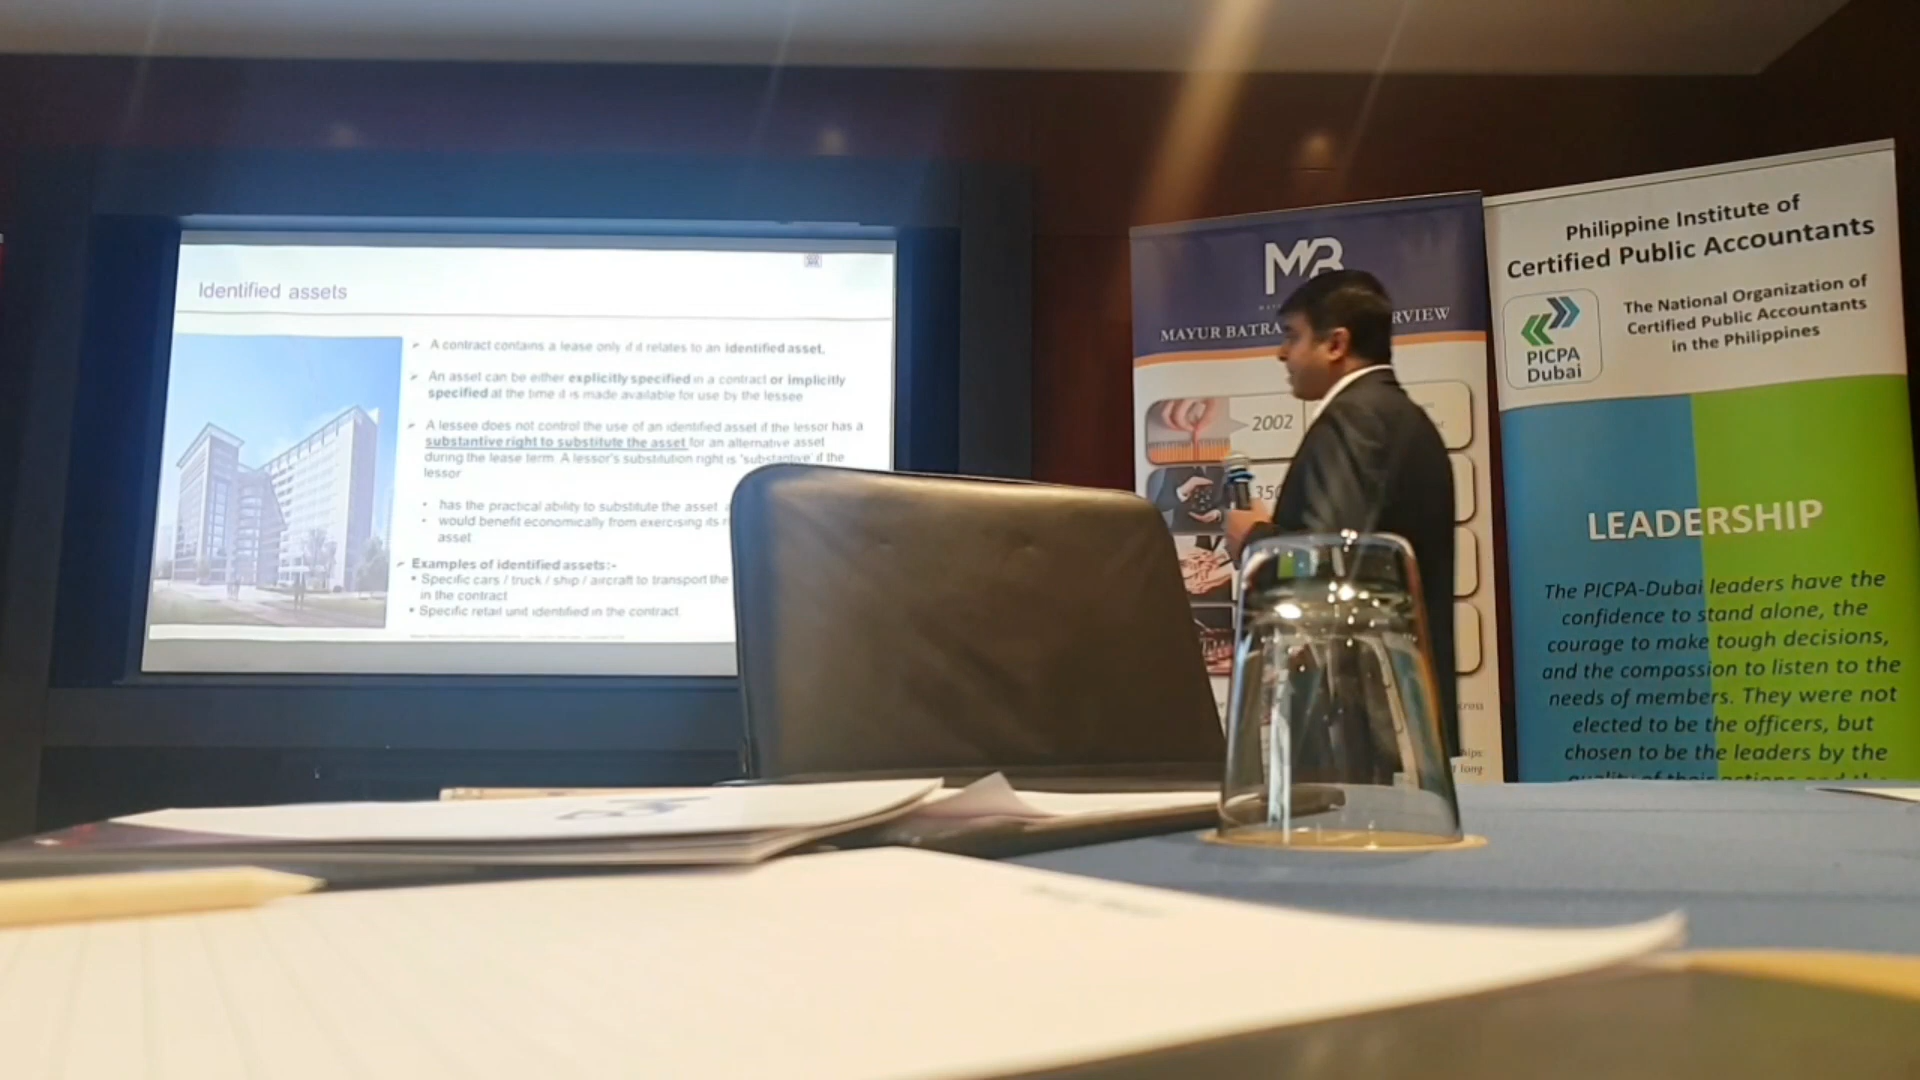 Identified assets
A contract contains a lease only if it relates to an identified asset.
An asset can be either explicitly specified in a contract or implicitly
specified at the time it is made available for use by the lessee
A lessee does not control the use of an identified asset if the lessor has a
substantive right to substitute the asset for an alternative asset
during the lease term. A lessor's substitution right is 'substantive' if the
lessor
has the practical ability to substitute the asset
would benefit economically from exercising its
asset
Examples of identified assets:-
Specific cars / truck / ship / aircraft to transport the
in the contract
Specific retail unit identified in the contract
MB
MAYUR BATRA
2002
350
long
Philippine Institute of
Certified Public Accountants
PICPA
Dubai
The National Organization of
Certified Public Accountants
in the Philippines
LEADERSHIP
The PICPA-Dubai leaders have the
confidence to stand alone, the
courage to make tough decisions,
and the compassion to listen to the
needs of members. They were not
elected to be the officers, but
chosen to be the leaders by the